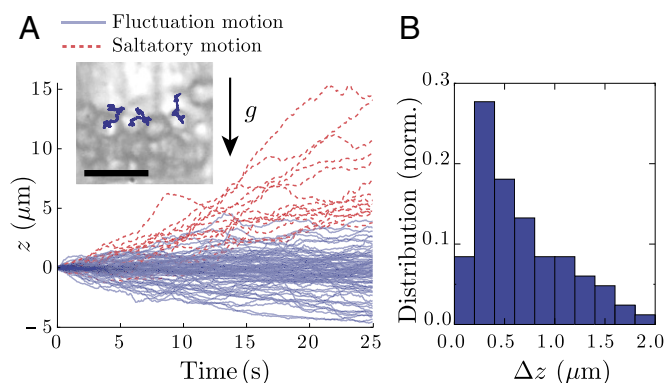 A
Fluctuation motion
Saltatory motion
15
10
5
0
−5
z (μm)
g
0
5
10
15
20
25
Time (s)
B
0.3
0.2
0.1
0.0
Distribution (norm.)
0.0
0.5
1.0
1.5
2.0
Δz (μm)